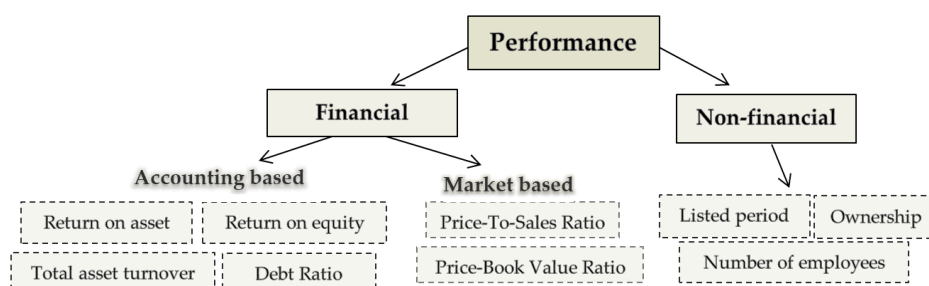 Performance
Financial
Non-financial
Accounting based
Market based
Return on asset
Return on equity
Price-To-Sales Ratio
Listed period
Ownership
Total asset turnover
Debt Ratio
Price-Book Value Ratio
Number of employees